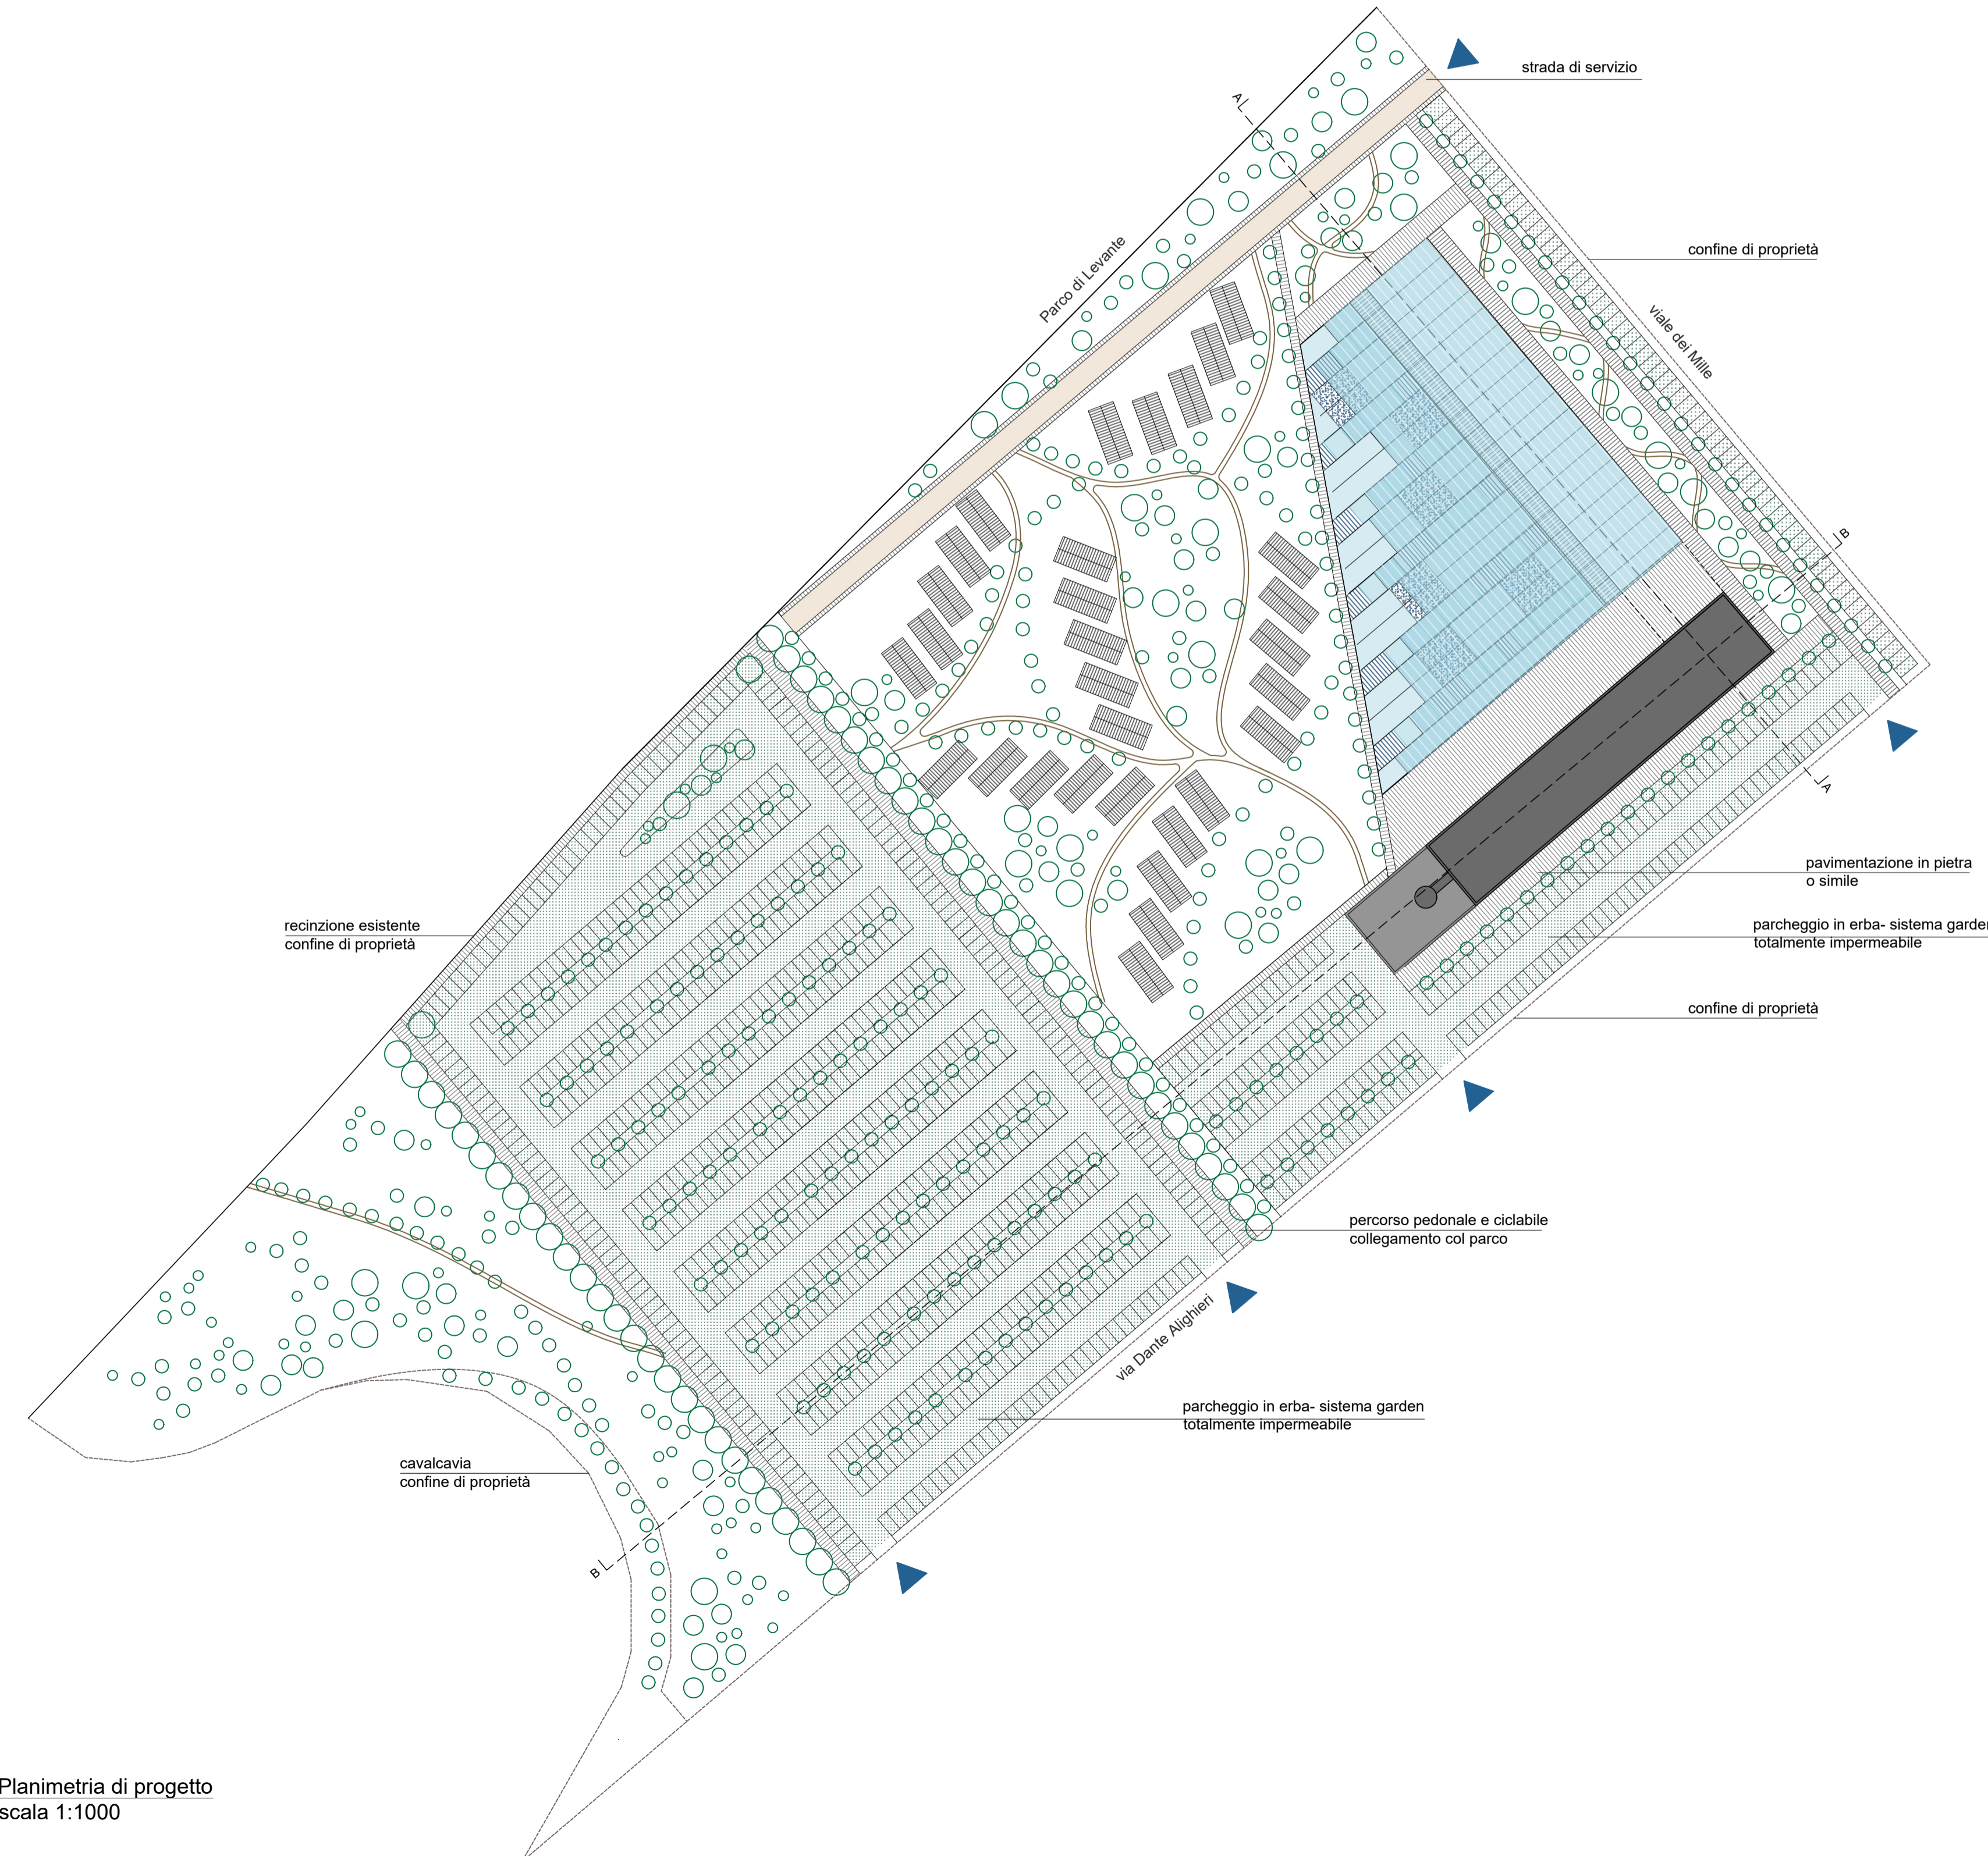 strada di servizio
A
Parco di Levante
confine di proprietà
viale dei Mille
B
A
pavimentazione in pietra
o simile
recinzione esistente
confine di proprietà
parcheggio in erba- sistema garden
totalmente impermeabile
confine di proprietà
percorso pedonale e ciclabile
collegamento col parco
via Dante Alighieri
parcheggio in erba- sistema garden
totalmente impermeabile
cavalcavia
confine di proprietà
B
Planimetria di progetto
scala 1:1000